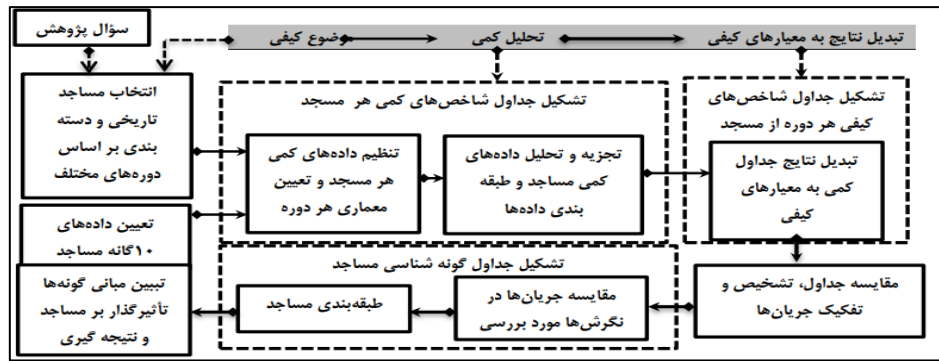 سؤال پژوهش
موضوع کیفی
تحلیل کمی
تبدیل نتایج به معیارهای کیفی
انتخاب مساجد
تاریخی و دسته
بندی بر اساس
دوره‌های مختلف
تشکیل جداول شاخص‌های کمی هر مسجد
تنظیم داده‌های کمی
هر مسجد و تعیین
معماری هر دوره
تجزیه و تحلیل داده‌های
کمی مساجد و طبقه
بندی داده‌ها
تشکیل جداول شاخص‌های
کیفی هر دوره از مسجد
تبدیل نتایج جداول
کمی به معیارهای
کیفی
تعیین داده‌های
۱۰گانه مساجد
تبیین مبانی گونه‌ها
تأثیرگذار بر مساجد
و نتیجه گیری
تشکیل جداول گونه شناسی مساجد
طبقه‌بندی مساجد
مقایسه جریان‌ها در
نگرش‌ها مورد بررسی
مقایسه جداول، تشخیص و
تفکیک جریان‌ها